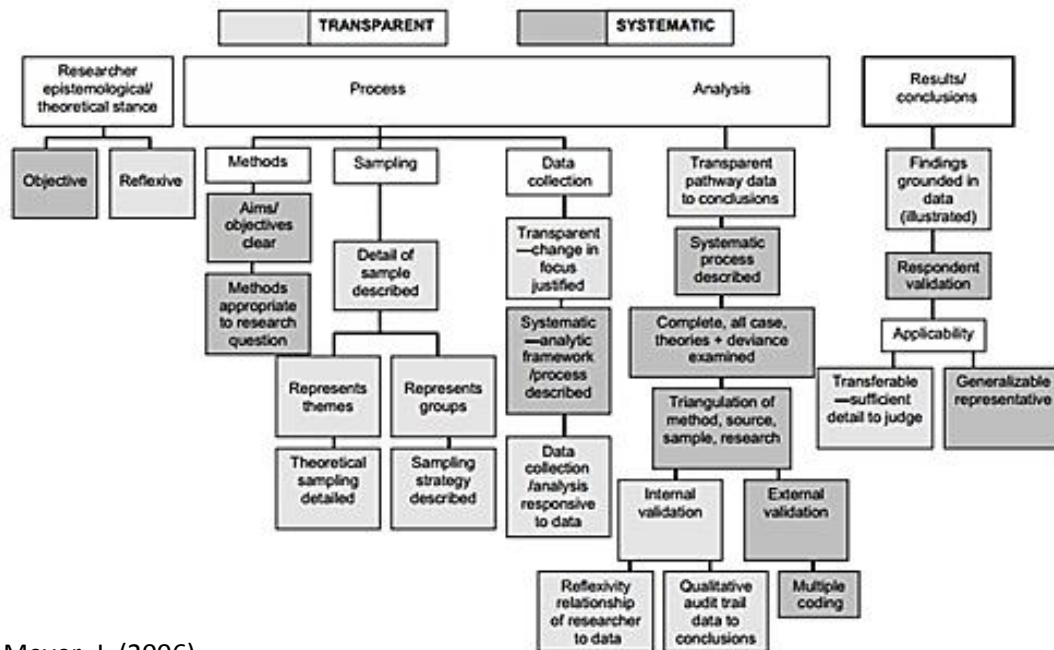 TRANSPARENT
SYSTEMATIC
Researcher
epistemological/
theoretical stance
Process
Analysis
Results/
conclusions
Objective
Reflexive
Methods
Sampling
Data
collection
Transparent
pathway data
to conclusions
Findings
grounded in
data
(illustrated)
Aims/
objectives
clear
Detail of
sample
described
Transparent
—change in
focus
justified
Systematic
process
described
Respondent
validation
Methods
appropriate
to research
question
Systematic
—analytic
framework
/process
described
Complete, all case,
theories + deviance
examined
Applicability
Represents
themes
Represents
groups
Triangulation of
method, source,
sample, research
Transferable
—sufficient
detail to judge
Generalizable
representative
Theoretical
sampling
detailed
Sampling
strategy
described
Data
collection
/analysis
responsive
to data
Internal
validation
External
validation
Reflexivity
relationship
of researcher
to data
Qualitative
audit trail
data to
conclusions
Multiple
coding
(2006)